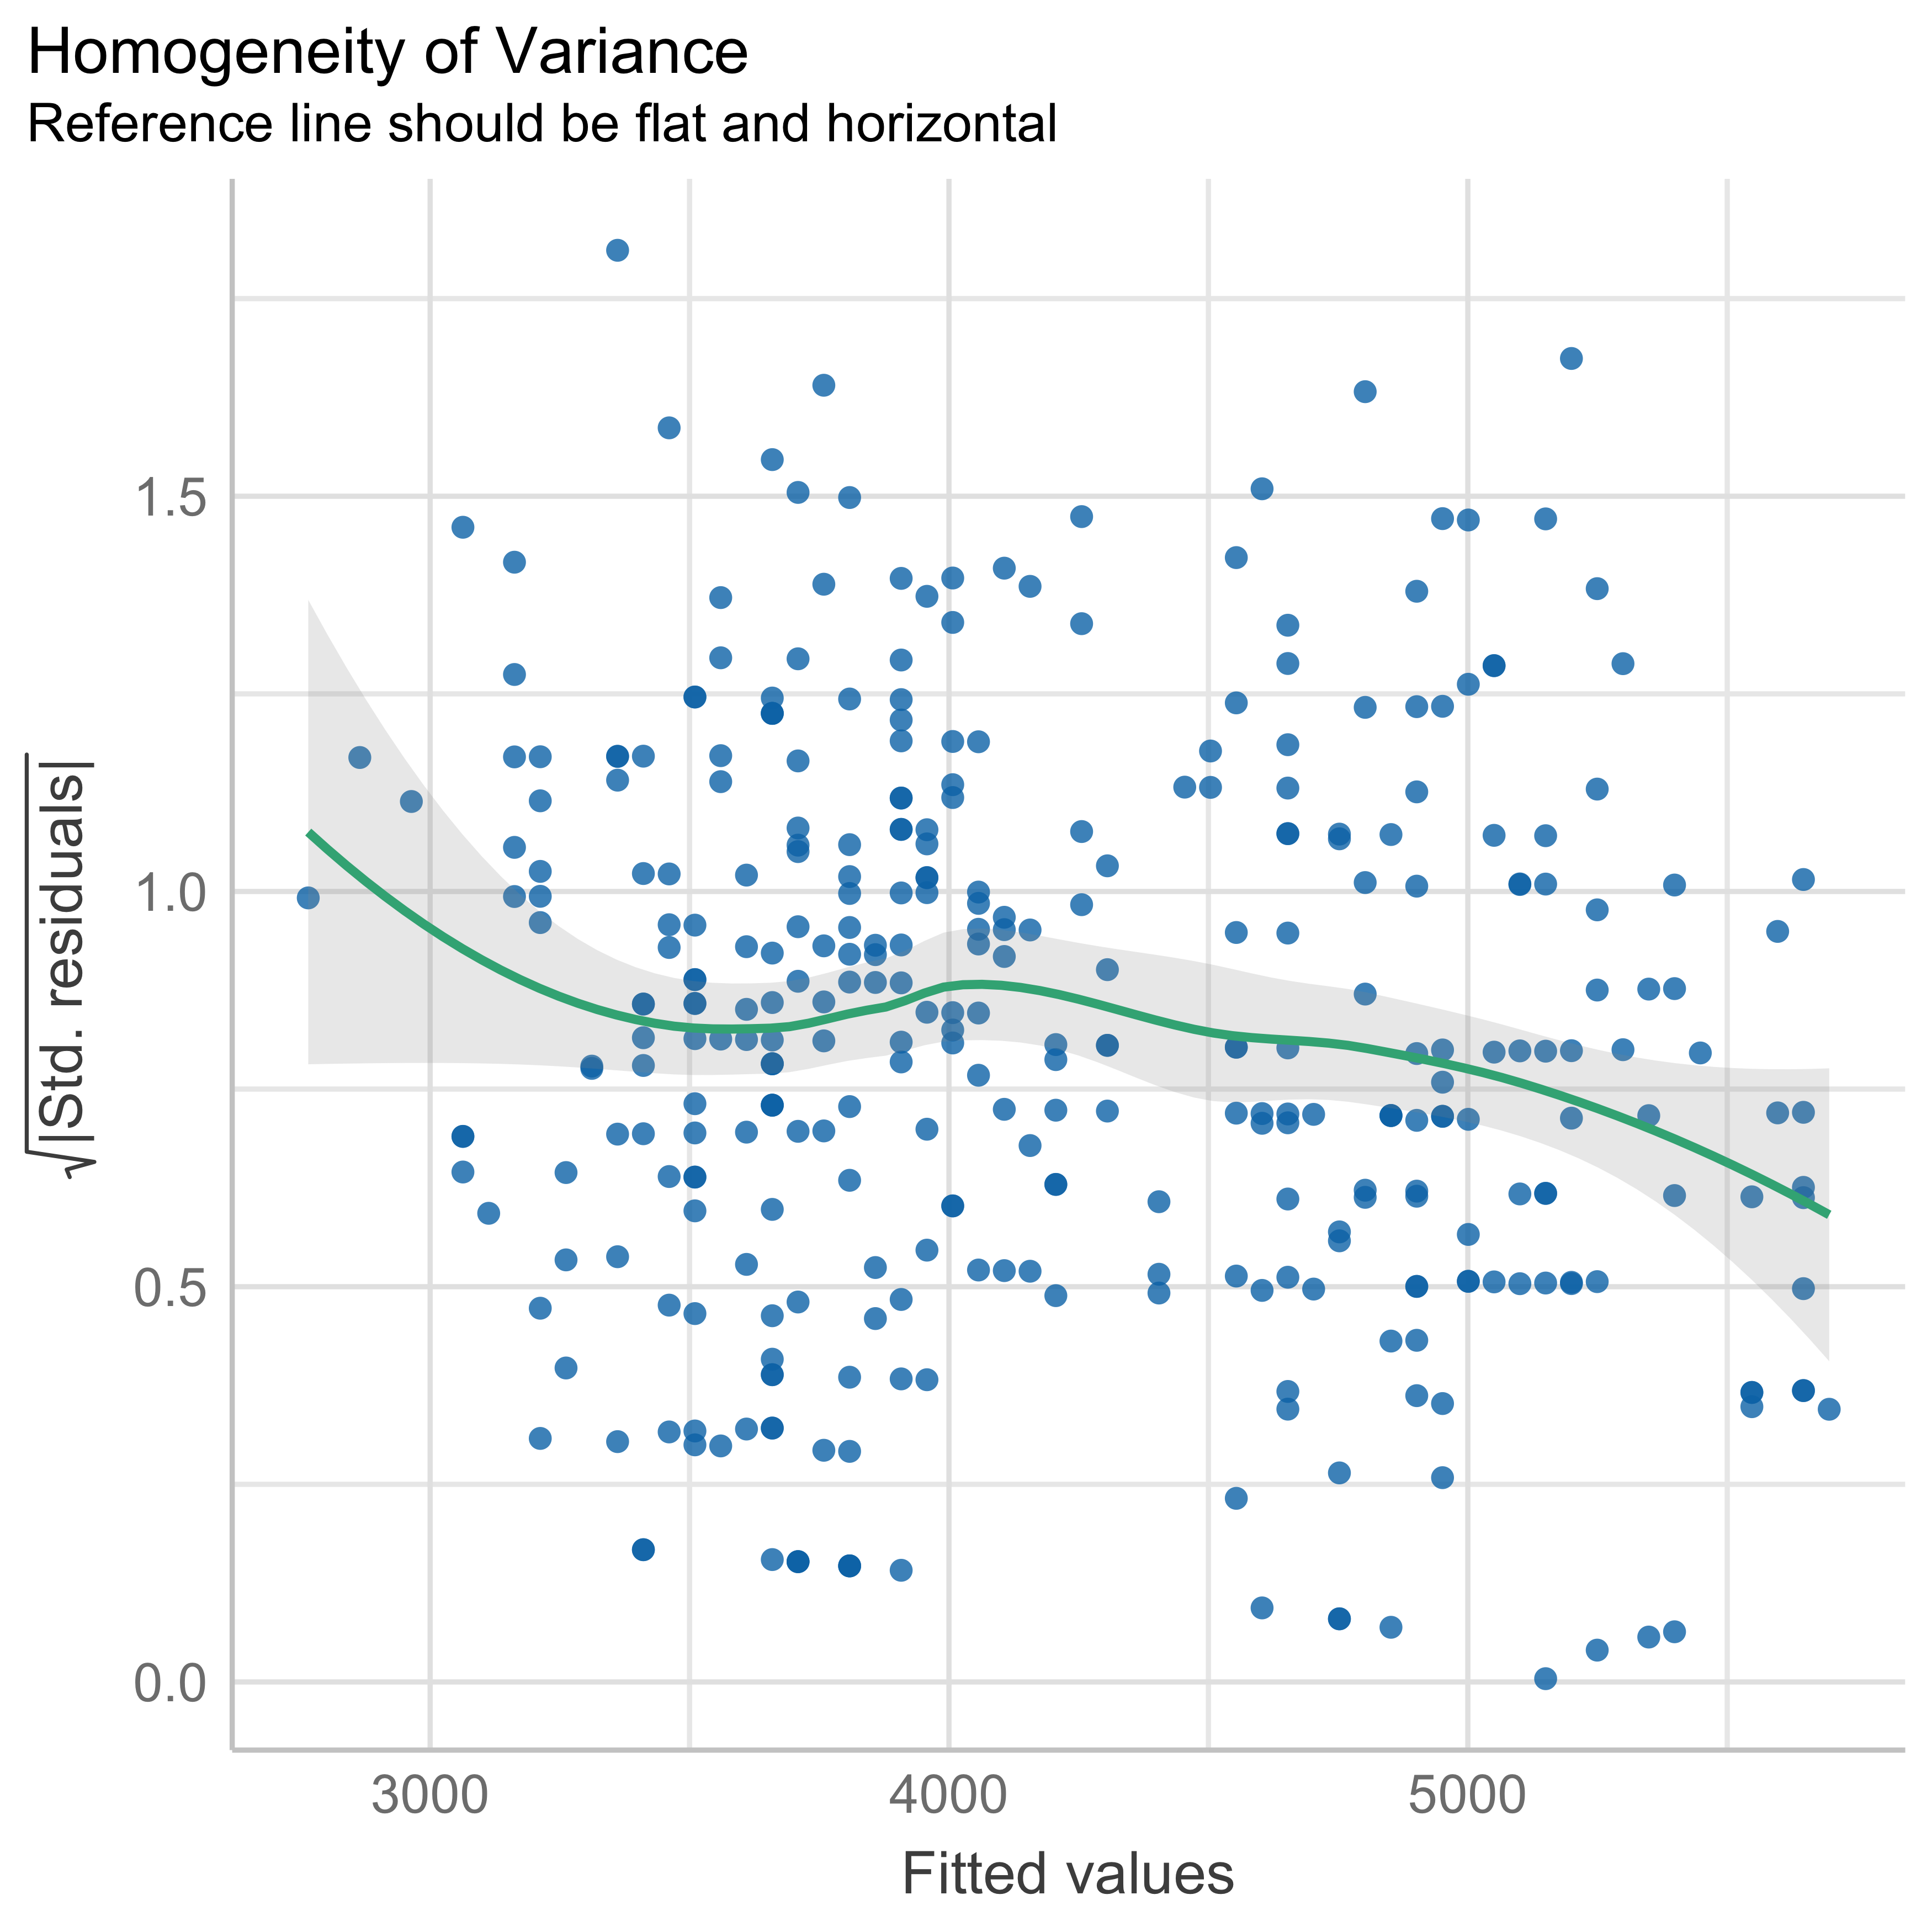 Homogeneity of Variance
Reference line should be flat and horizontal
√|Std. residuals|
1.5
1.0
0.5
0.0
3000 4000 5000
Fitted values